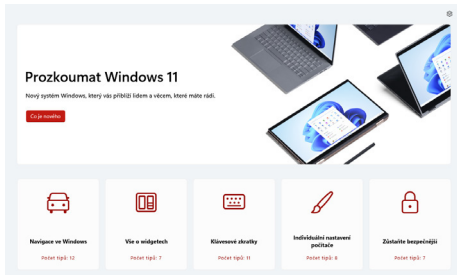 Prozkoumat Windows 11
Nový systém Windows, který vás přiblíží lidem a věcem, které máte rádi.
Co je nového
Navigace ve Windows
Vše o widgetech
Klávesové zkratky
Individuální nastavení
počítače
Zůstaňte bezpečnější
Počet tipů: 12
Počet tipů: 7
Počet tipů: 11
Počet tipů: 8
Počet tipů: 7